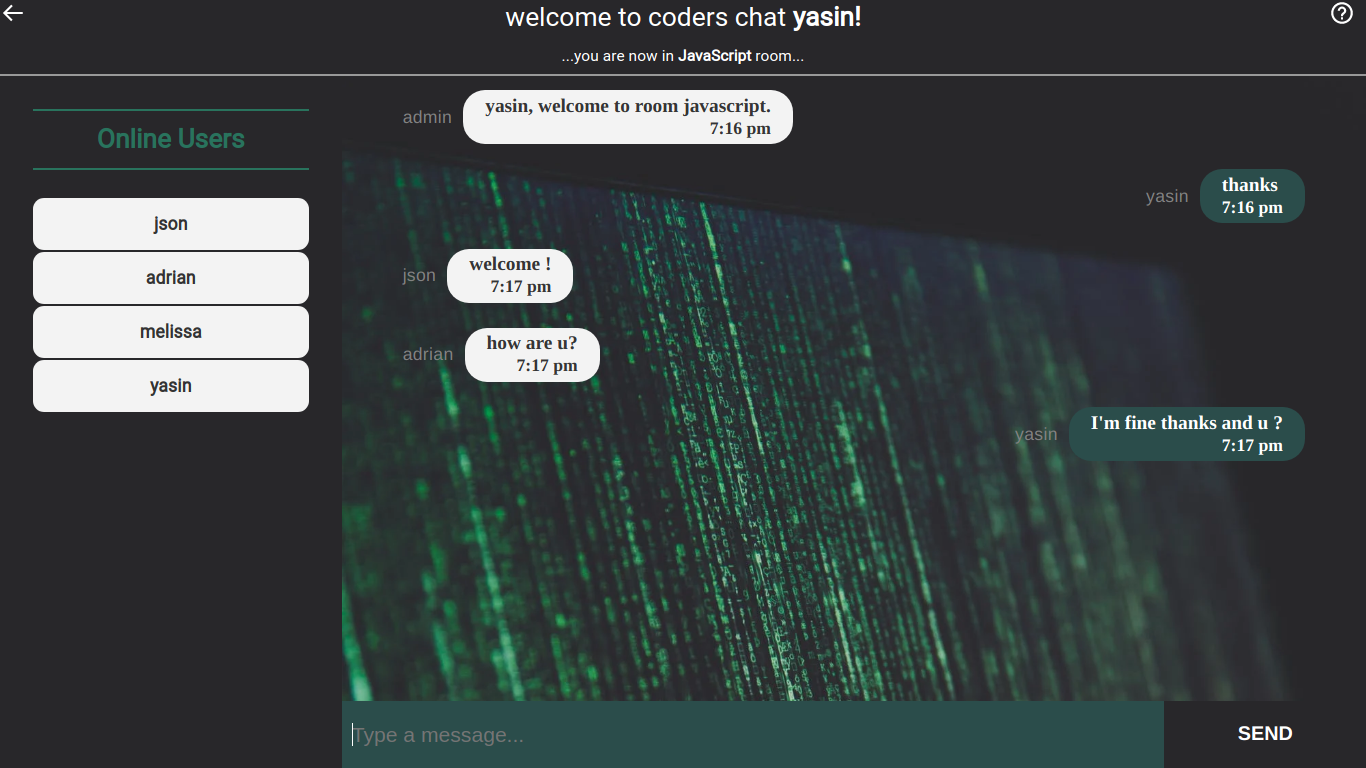 welcome to coders chat yasin!
...you are now in JavaScript room...
Online Users
json
adrian
melissa
yasin
admin
yasin, welcome to room javascript.
7:16 pm
yasin
thanks
7:16 pm
json
welcome !
7:17 pm
adrian
how are u?
7:17 pm
yasin
I'm fine thanks and u ?
7:17 pm
Type a message...
SEND